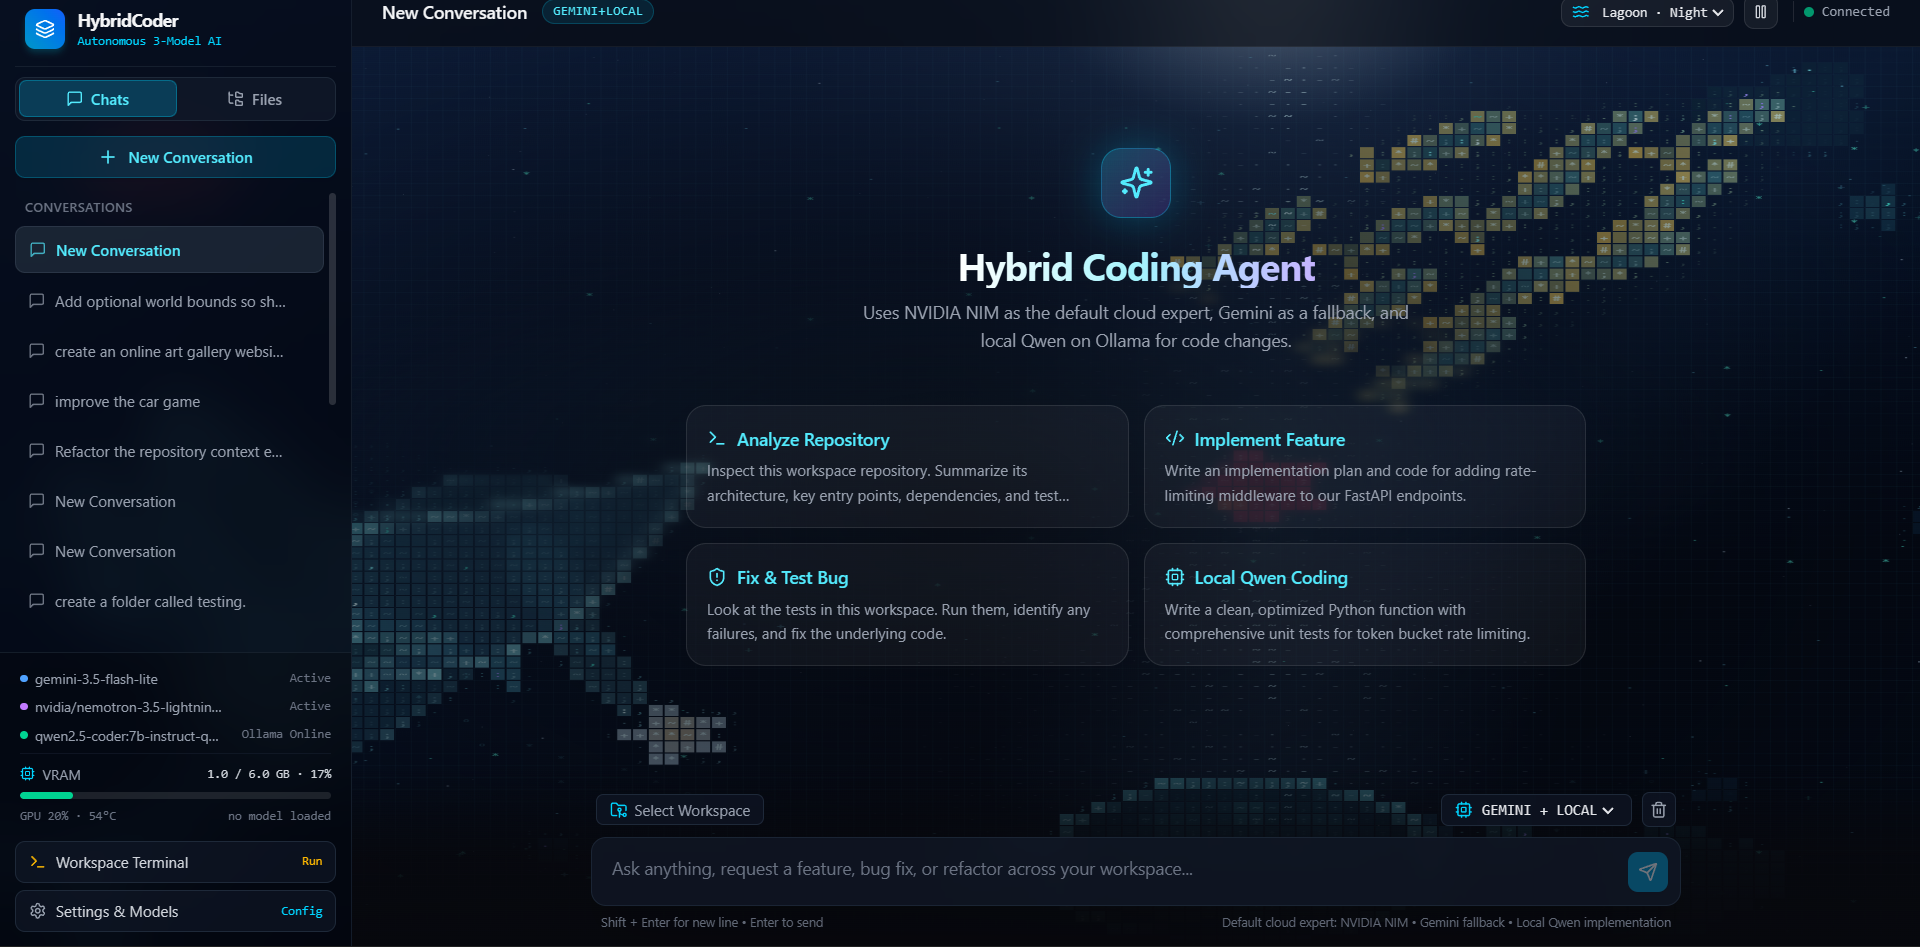 HybridCoder
Autonomous 3-Model AI
Chats
Files
New Conversation
CONVERSATIONS
New Conversation
Add optional world bounds so sh...
create an online art gallery websi...
improve the car game
Refactor the repository context e...
New Conversation
New Conversation
create a folder called testing.
gemini-3.5-flash-lite Active
nvidia/nemotron-3.5-lightnin... Active
qwen2.5-coder:7b-instruct-q... Ollama Online
VRAM 1.0 / 6.0 GB · 17%
GPU 20% · 54°C no model loaded
Workspace Terminal Run
Settings & Models Config
New Conversation GEMINI+LOCAL
Lagoon · Night
Connected
Hybrid Coding Agent
Uses NVIDIA NIM as the default cloud expert, Gemini as a fallback, and
local Qwen on Ollama for code changes.
Analyze Repository
Inspect this workspace repository. Summarize its
architecture, key entry points, dependencies, and test...
Implement Feature
Write an implementation plan and code for adding rate-
limiting middleware to our FastAPI endpoints.
Fix & Test Bug
Look at the tests in this workspace. Run them, identify any
failures, and fix the underlying code.
Local Qwen Coding
Write a clean, optimized Python function with
comprehensive unit tests for token bucket rate limiting.
Select Workspace
GEMINI + LOCAL
Ask anything, request a feature, bug fix, or refactor across your workspace...
Shift + Enter for new line • Enter to send
Default cloud expert: NVIDIA NIM • Gemini fallback • Local Qwen implementation